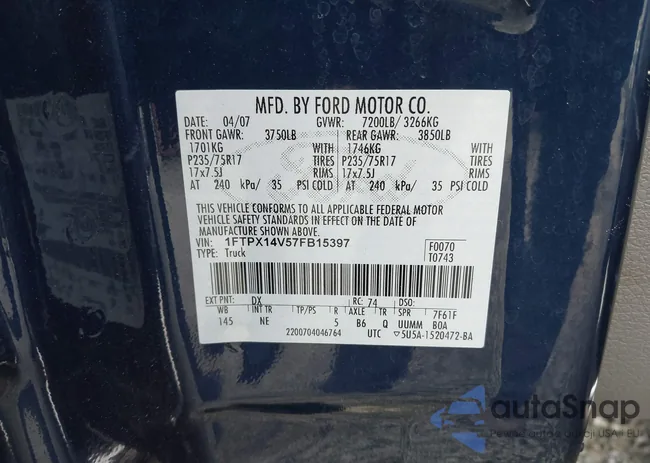 MFD. BY FORD MOTOR CO.
DATE: 04/07 GVWR: 7200LB/ 3266KG
FRONT GAWR: 3750LB REAR GAWR: 3850LB
1701KG WITH 1746KG WITH
P235/75R17 TIRES P235/75R17 TIRES
17x7.5J RIMS 17x7.5J RIMS
AT 240 kPa/ 35 PSI COLD AT 240 kPa/ 35 PSI COLD
THIS VEHICLE CONFORMS TO ALL APPLICABLE FEDERAL MOTOR
VEHICLE SAFETY STANDARDS IN EFFECT ON THE DATE OF
MANUFACTURE SHOWN ABOVE.
VIN: 1FTPX14V57FB15397 F0070
TYPE: Truck T0743
EXT PNT: DX RC: 74 DSO:
WB INT TR TP/PS R AXLE TR SPR 7F61F
145 NE 5 B6 Q UUMM BOA
2200704046764 UTC ▽5U5A-1520472-BA
autoSnap